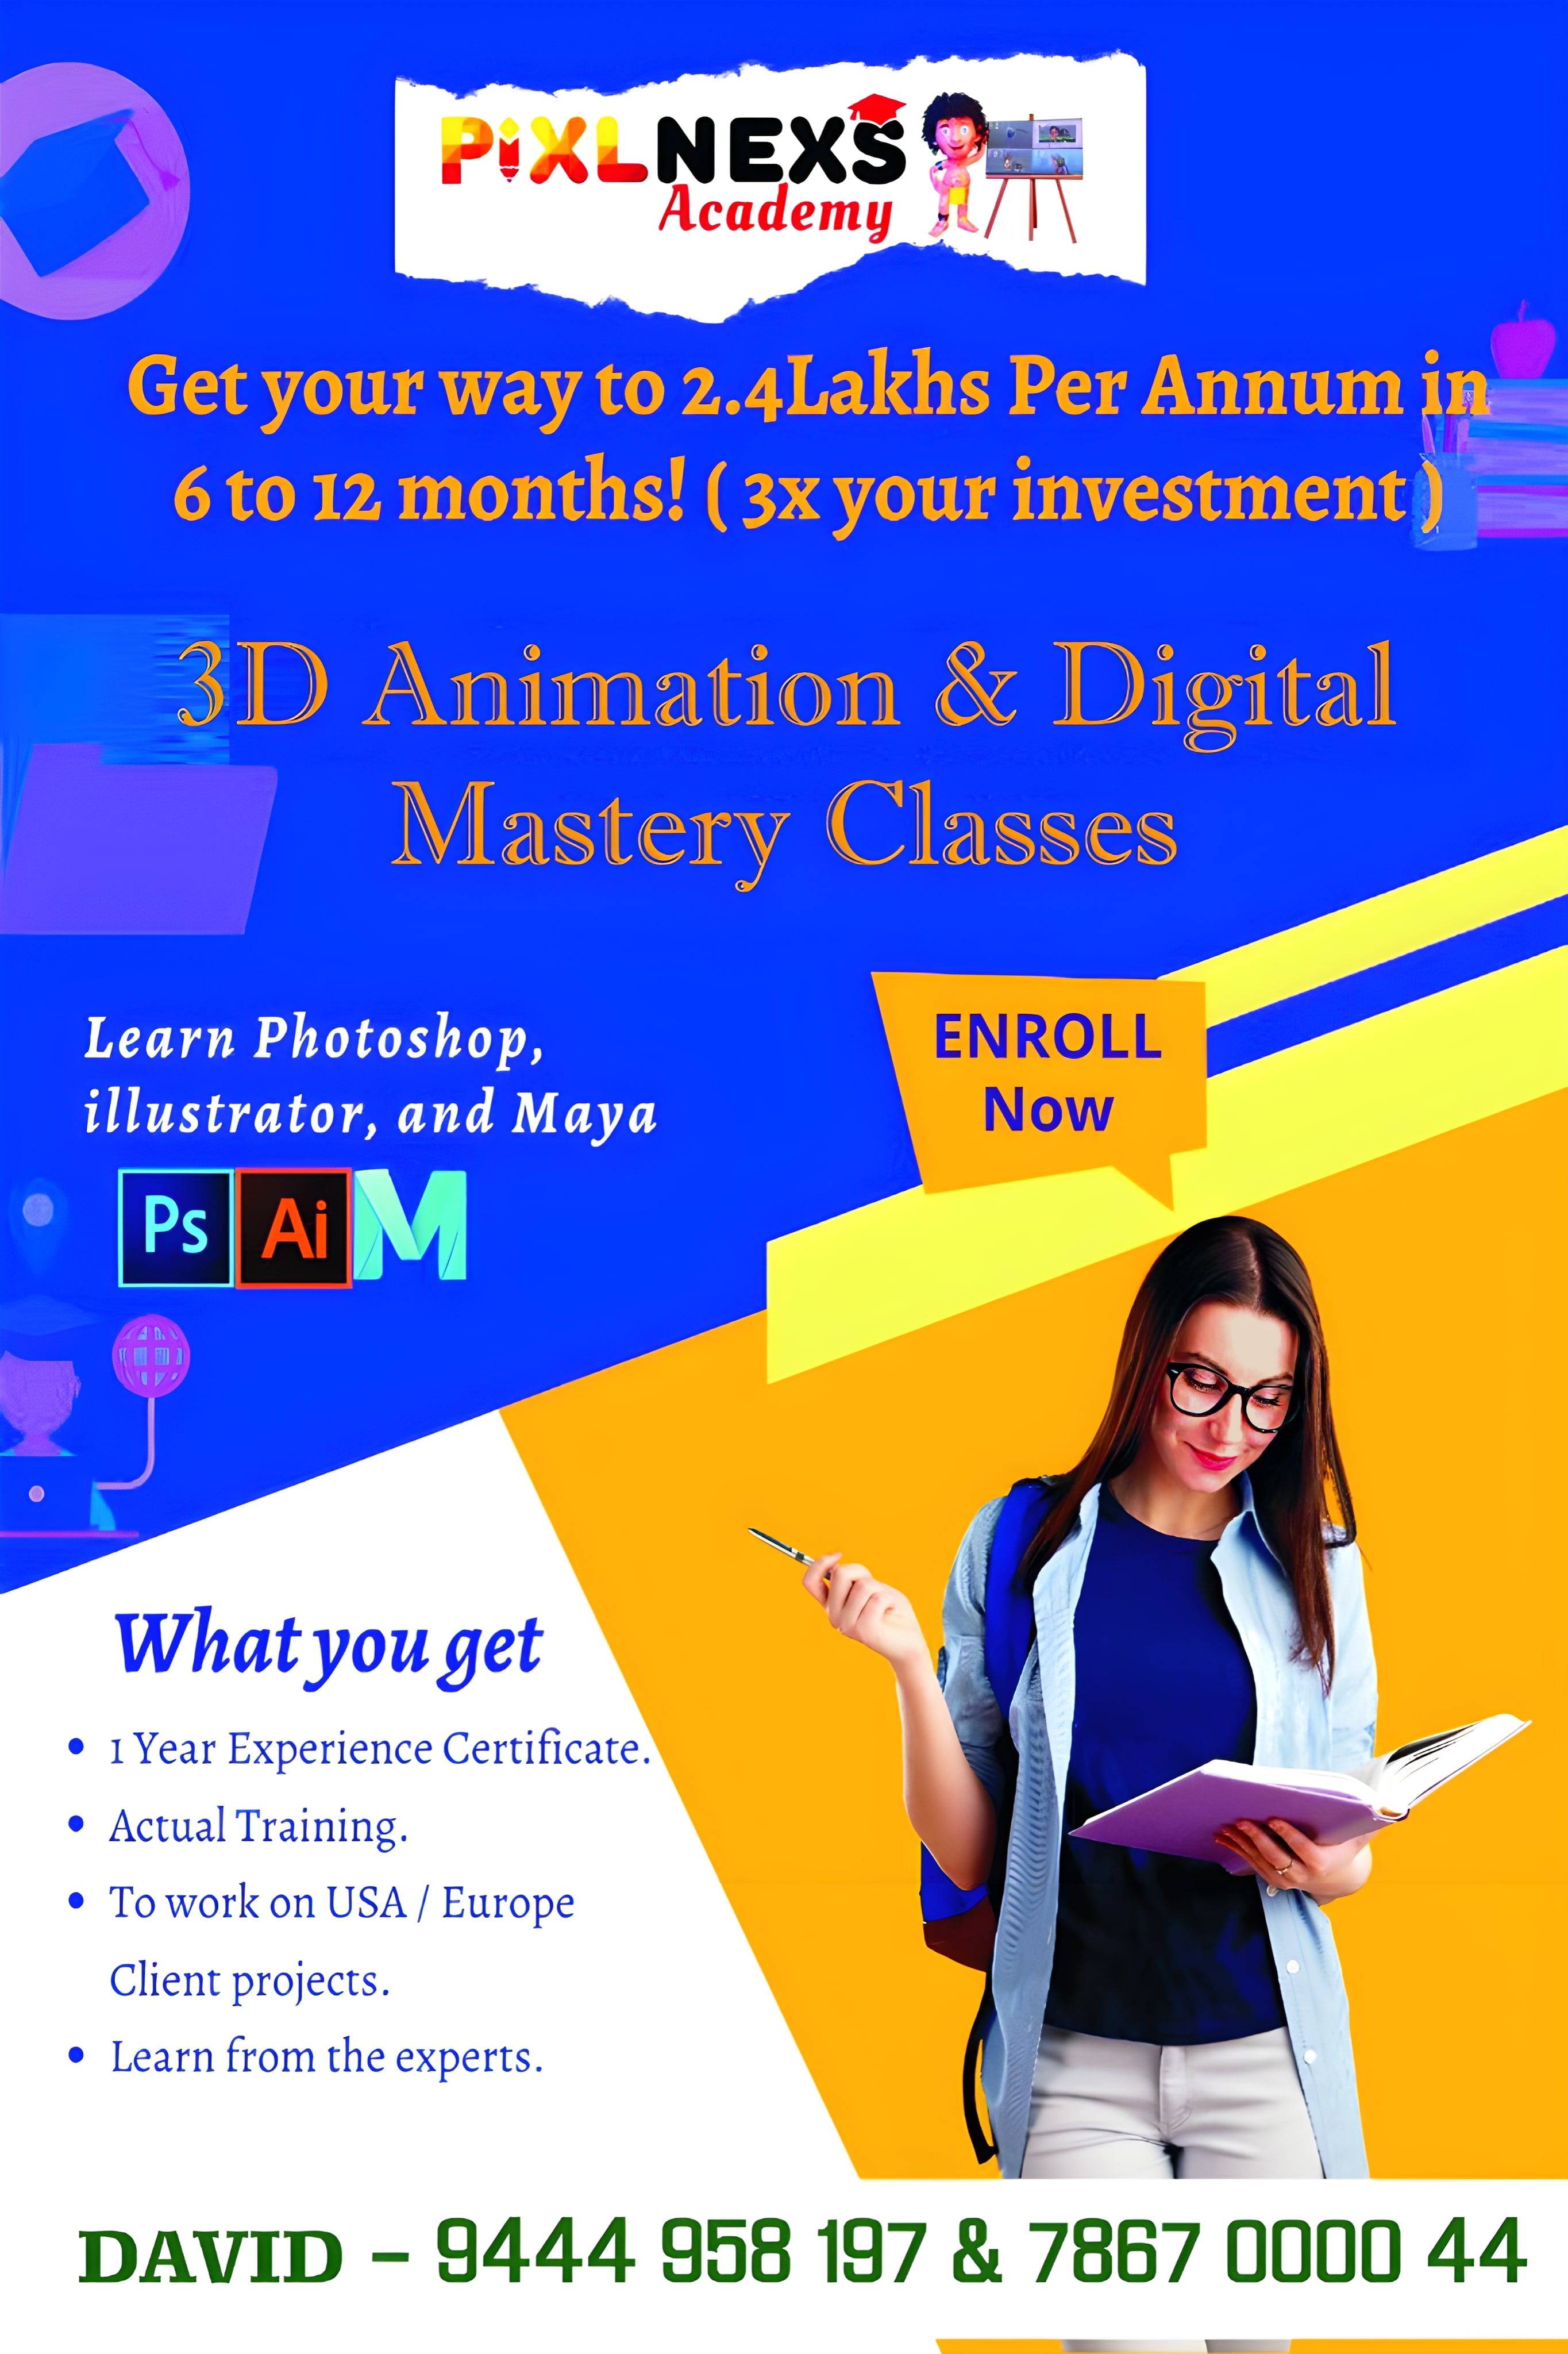 PiXLNEXS
Academy
Get your way to 2.4Lakhs Per Annum in
6 to 12 months! ( 3x your investment )
3D Animation & Digital
Mastery Classes
Learn Photoshop,
illustrator, and Maya
Ps Ai M
ENROLL
Now
What you get
• 1 Year Experience Certificate.
• Actual Training.
• To work on USA / Europe
Client projects.
• Learn from the experts.
DAVID – 9444 958 197 & 7867 0000 44